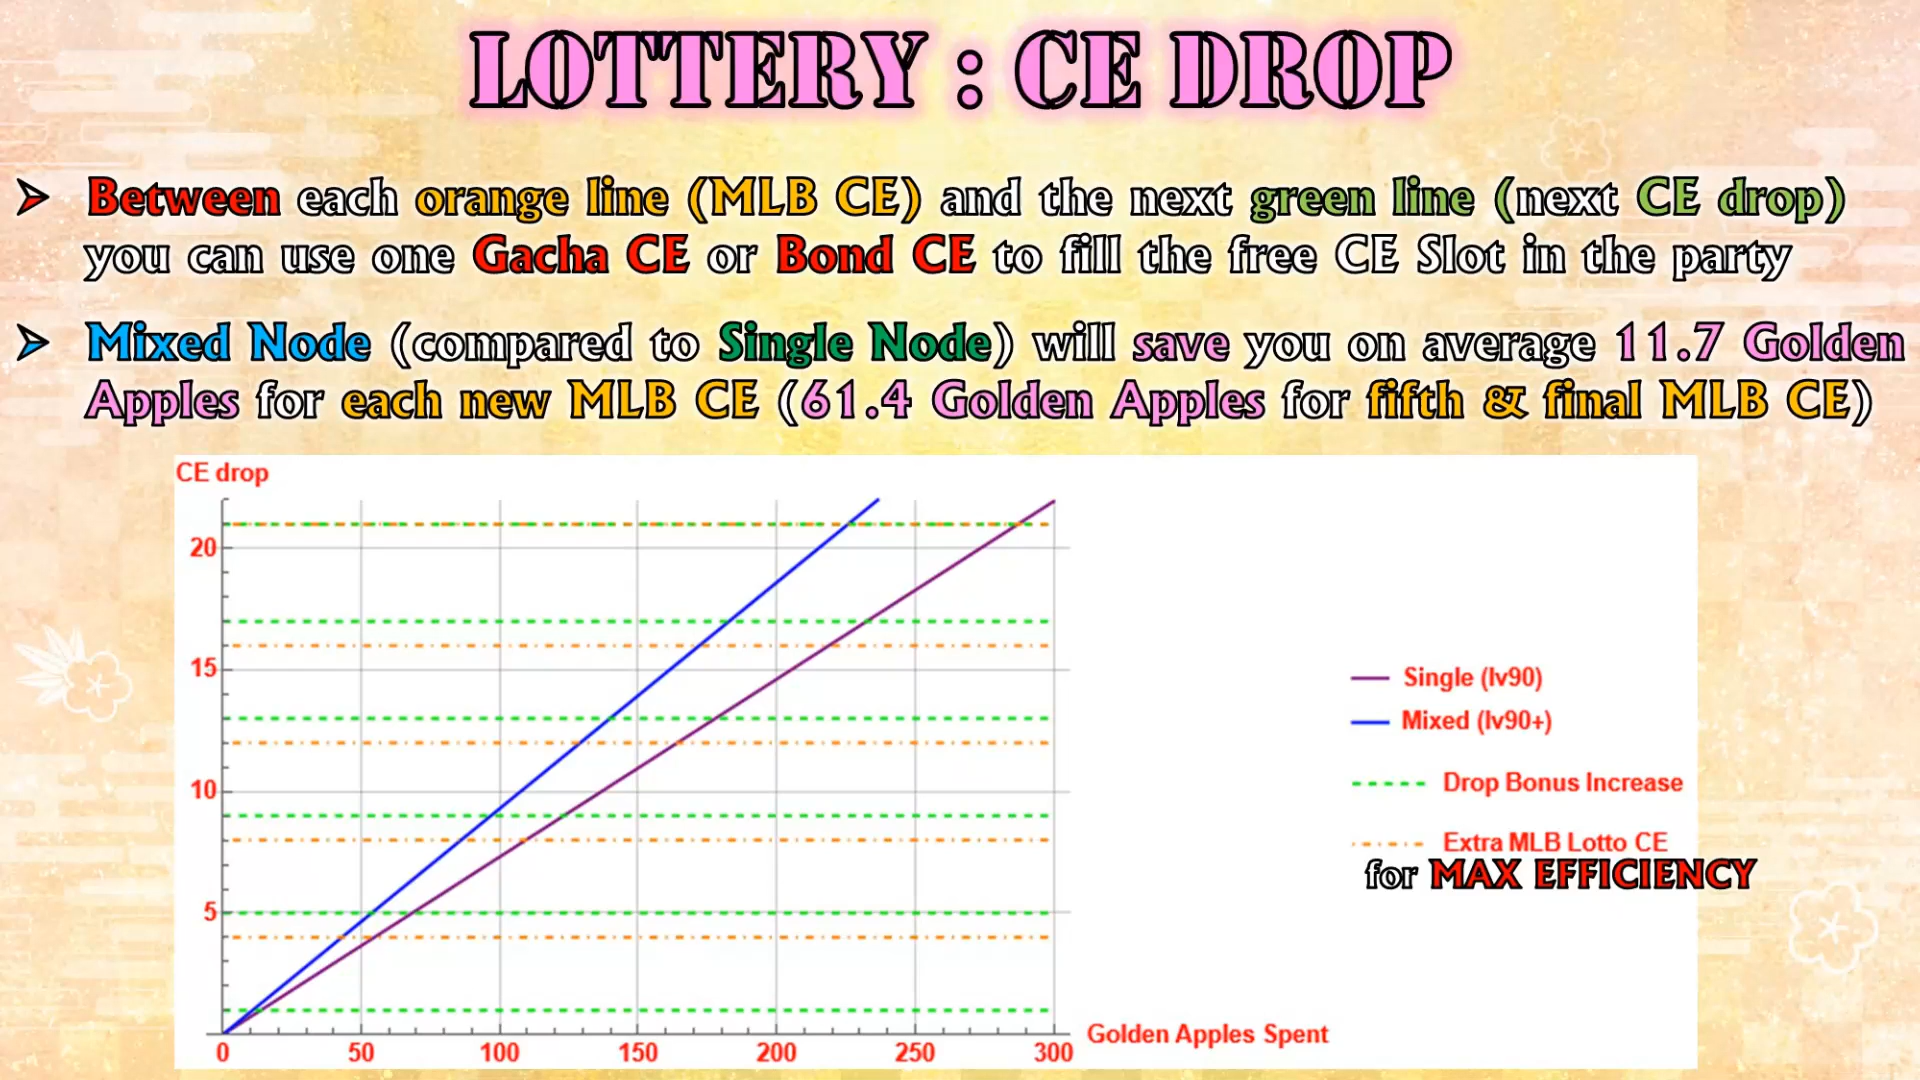 LOTTERY : CE DROP
Between each orange line (MLB CE) and the next green line (next CE drop)
you can use one Gacha CE or Bond CE to fill the free CE Slot in the party
Mixed Node (compared to Single Node) will save you on average 11.7 Golden
Apples for each new MLB CE (61.4 Golden Apples for fifth & final MLB CE)
CE drop
20
15
10
5
0 50 100 150 200 250 300
Golden Apples Spent
Single (lv90)
Mixed (lv90+)
Drop Bonus Increase
Extra MLB Lotto CE
for MAX EFFICIENCY